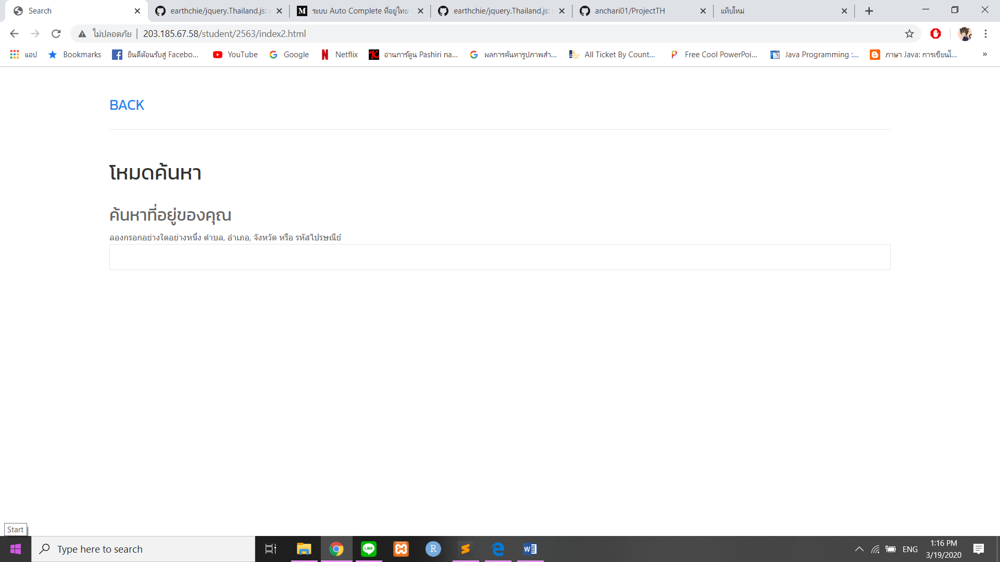 Search
earthchie/jquery.Thailand.js:
ระบบ Auto Complete ที่อยู่ไทย
earthchie/jquery.Thailand.js:
anchari01/ProjectTH
แท็บใหม่
ไม่ปลอดภัย
203.185.67.58/student/2563/index2.html
แอป
Bookmarks
ยินดีต้อนรับสู่ Facebo...
YouTube
Google
Netflix
อ่านการ์ตูน Pashiri na...
ผลการค้นหารูปภาพสำ...
All Ticket By Count...
Free Cool PowerPoi...
Java Programming :...
ภาษา Java: การเขียนโ...
»
BACK
โหมดค้นหา
ค้นหาที่อยู่ของคุณ
ลองกรอกอย่างใดอย่างหนึ่ง ตำบล, อำเภอ, จังหวัด หรือ รหัสไปรษณีย์
Start
Type here to search
LINE
R
ENG
1:16 PM
3/19/2020